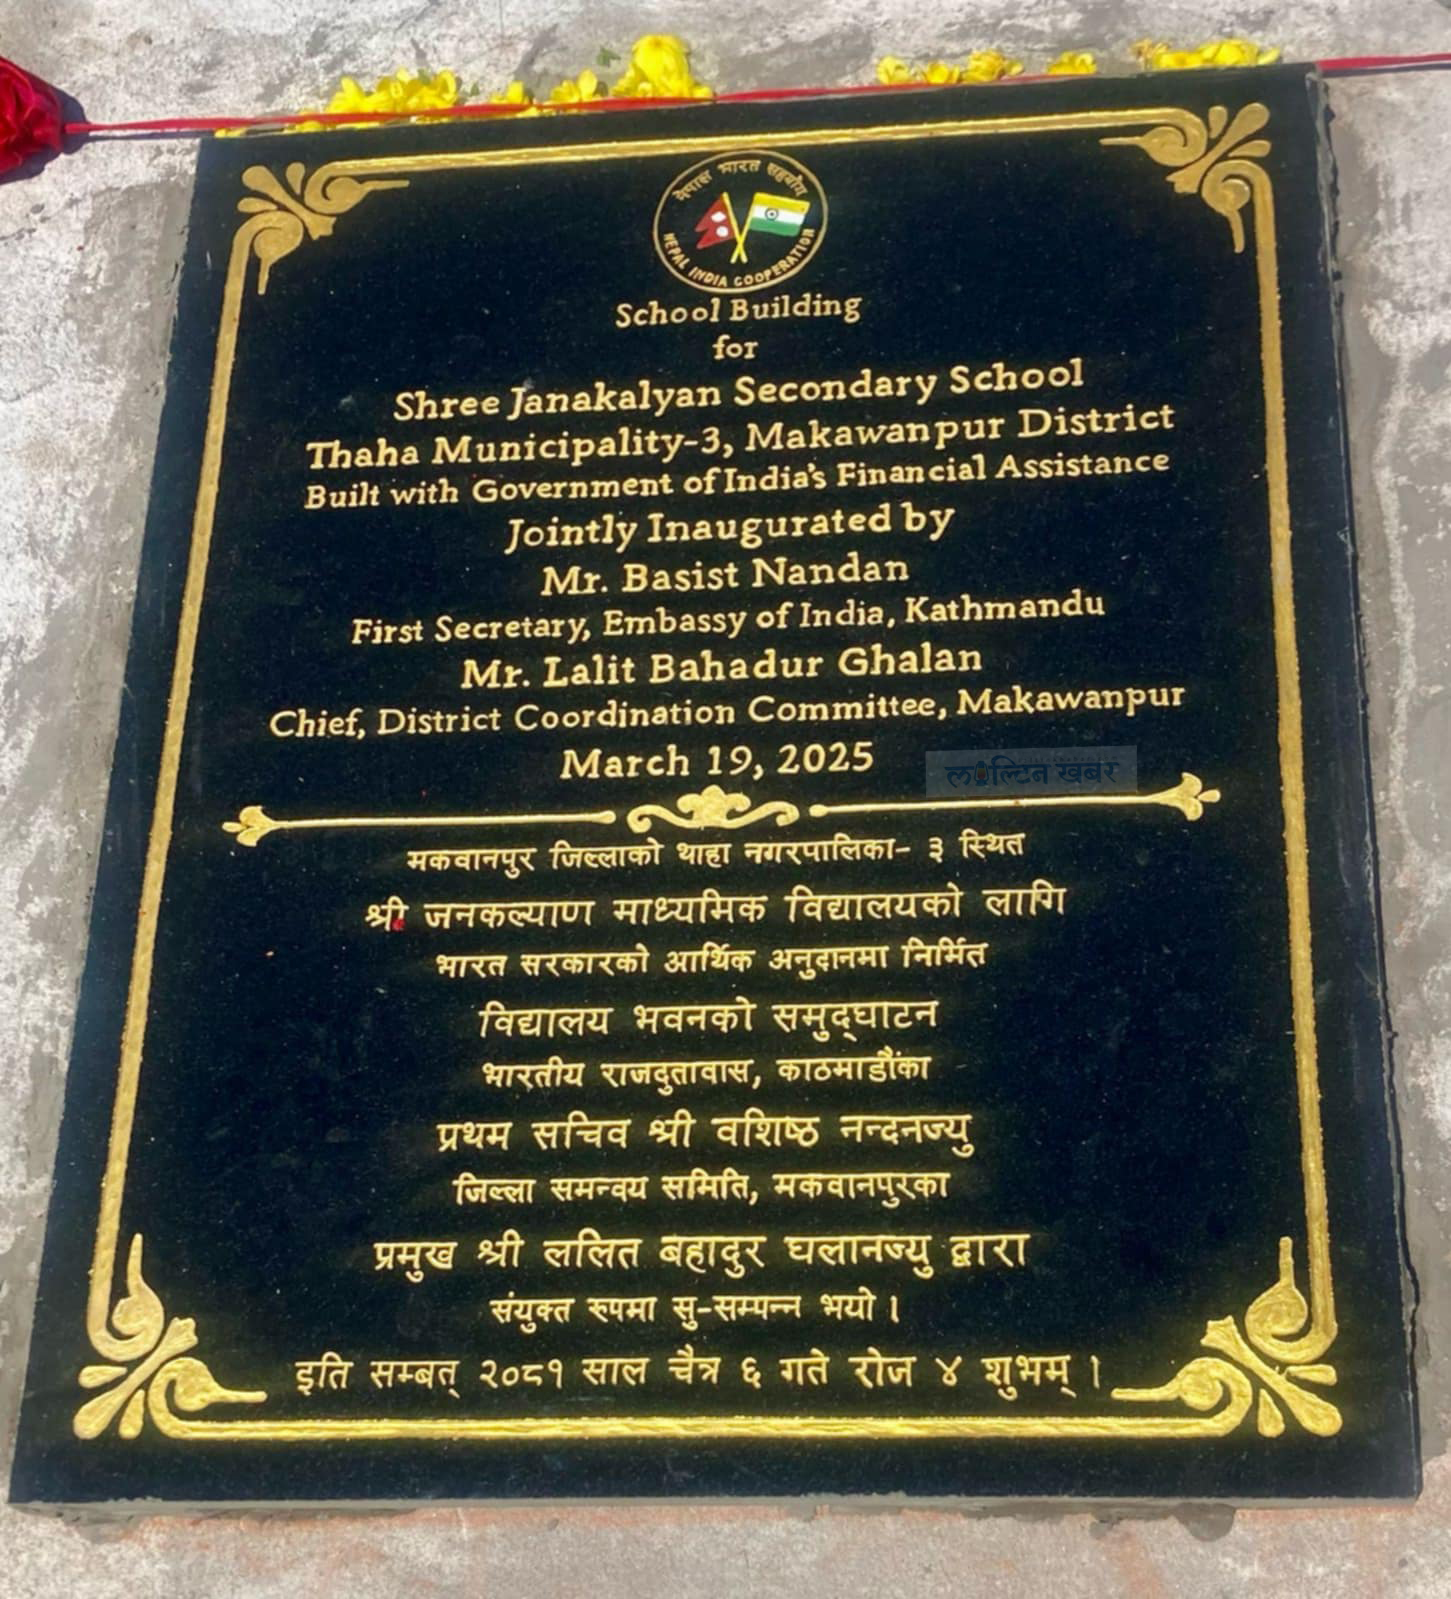 नेपाल भारत सहयोग
NEPAL INDIA COOPERATION
School Building
for
Shree Janakalyan Secondary School
Thaha Municipality-3, Makawanpur District
Built with Government of India's Financial Assistance
Jointly Inaugurated by
Mr. Basist Nandan
First Secretary, Embassy of India, Kathmandu
Mr. Lalit Bahadur Ghalan
Chief, District Coordination Committee, Makawanpur
March 19, 2025
लाल्टिन खबर
मकवानपुर जिल्लाको थाहा नगरपालिका- ३ स्थित
श्री जनकल्याण माध्यमिक विद्यालयको लागि
भारत सरकारको आर्थिक अनुदानमा निर्मित
विद्यालय भवनको समुद्घाटन
भारतीय राजदुतावास, काठमाडौंका
प्रथम सचिव श्री वशिष्ठ नन्दनज्यु
जिल्ला समन्वय समिति, मकवानपुरका
प्रमुख श्री ललित बहादुर घलानज्यु द्वारा
संयुक्त रुपमा सु-सम्पन्न भयो ।
इति सम्बत् २०८१ साल चैत्र ६ गते रोज ४ शुभम् ।